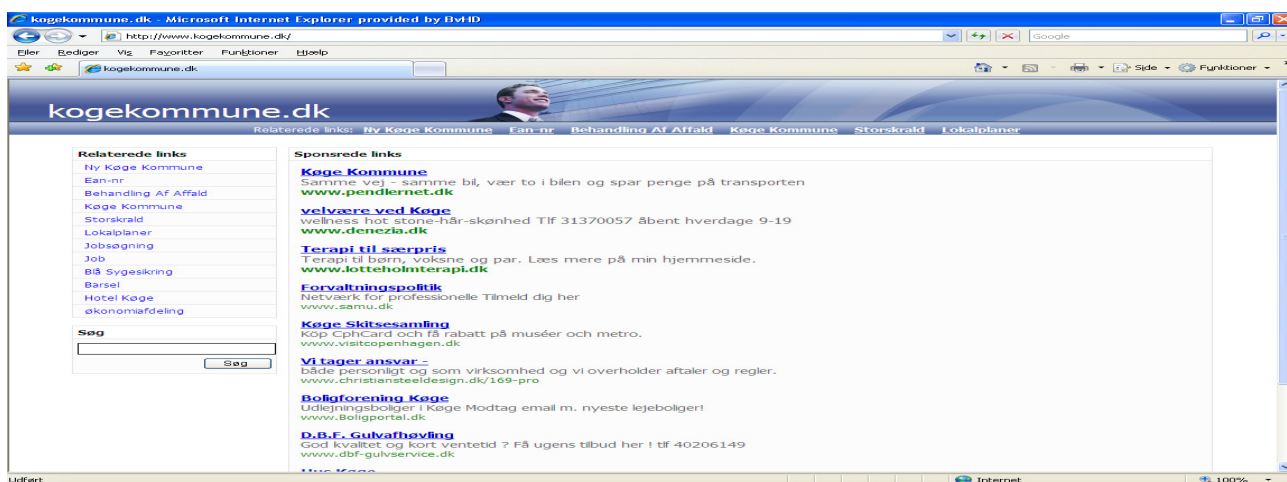 kogekommune.dk - Microsoft Internet Explorer provided by BvHD
http://www.kogekommune.dk/
Google
Filer Rediger Vis Favoritter Funktioner Hjælp
kogekommune.dk
Side Funktioner
kogekommune.dk
Relaterede links: Ny Køge Kommune Ean-nr Behandling Af Affald Køge Kommune Storskrald Lokalplaner
Relaterede links
Ny Køge Kommune
Ean-nr
Behandling Af Affald
Køge Kommune
Storskrald
Lokalplaner
Jobsøgning
Job
Blå Sygesikring
Barsel
Hotel Køge
økonomiafdeling
Søg
Søg
Sponsrede links
Køge Kommune
Samme vej - samme bil, vær to i bilen og spar penge på transporten
www.pendlernet.dk
velvære ved Køge
wellness hot stone-hår-skønhed Tlf 31370057 åbent hverdage 9-19
www.denezia.dk
Terapi til særpris
Terapi til børn, voksne og par. Læs mere på min hjemmeside.
www.lotteholmterapi.dk
Forvaltningspolitik
Netværk for professionelle Tilmeld dig her
www.samu.dk
Køge Skitsesamling
Köp CphCard och få rabatt på muséer och metro.
www.visitcopenhagen.dk
Vi tager ansvar -
både personligt og som virksomhed og vi overholder aftaler og regler.
www.christiansteeldesign.dk/169-pro
Boligforening Køge
Udlejningsboliger i Køge Modtag email m. nyeste lejeboliger!
www.Boligportal.dk
D.B.F. Gulvafhøvling
God kvalitet og kort ventetid ? Få ugens tilbud her ! tlf 40206149
www.dbf-gulvservice.dk
Hus Køge
Udført
Internet
100%